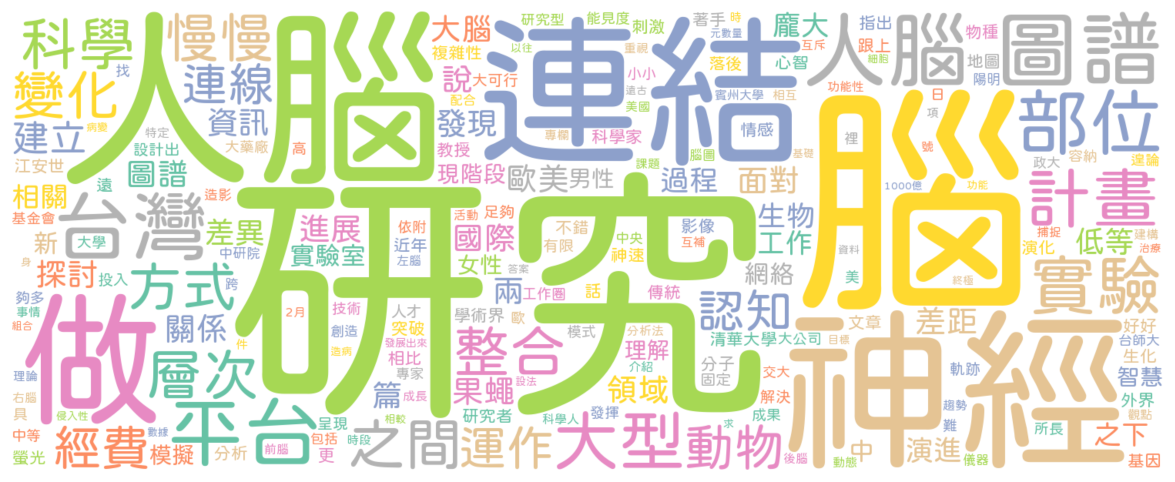 人腦
研究
腦
連結
神經
做
人腦圖譜
科學
慢慢
變化
連線
資訊
建立
江安世
病變
特定
設計出
大藥廠
高
相關
圖譜
遠
造影
基金會
台灣
大學
差異
新
探討
投入
中研院
跨
方式
夠多
事情
組合
身
關係
層次
平台
理論
右腦
具
侵入性
中等
數據
螢光
經費
模擬
分析
件
造病
前腦
呈現
包括
更
時段
大腦
複雜性
以往
找
研究型
能見度
刺激
重視
說
大可行
小小
遠古
配合
美國
發現
專欄
科學家
教授
課題
現階段
歐美
男性
腦圖
基礎
進展
依附
活動
足夠
實驗室
近年
左腦
國際
女性
不錯
有限
答案
2月
技術
人才
創造
突破
發展出來
相比
專家
成長
兩
工作圈
話
學術界
歐
模式
整合
果蠅
設法
介紹
分析法
理解
傳統
影像
互補
中央
神速
過程
面對
情感
著手
元數量
時
落後
賓州大學
相互
龐大
互斥
心智
指出
跟上
細胞
地圖
物種
陽明
功能性
日
項
號
裡
1000億
功能
部位
政大
容納
遑論
計畫
捕捉
建構
演化
治療
低等
生物
工作
網絡
資料
美
終極
實驗
認知
文章
差距
清華大學
大公司
目標
分子
固定
交大
解決
軌跡
好好
台師大
生化
智慧
領域
篇
研究者
發揮
成果
趨勢
難
外界
觀點
相較
科學人
求
所長
之下
之間
運作
大型
動物
後腦
動態
中
演進
儀器
基因